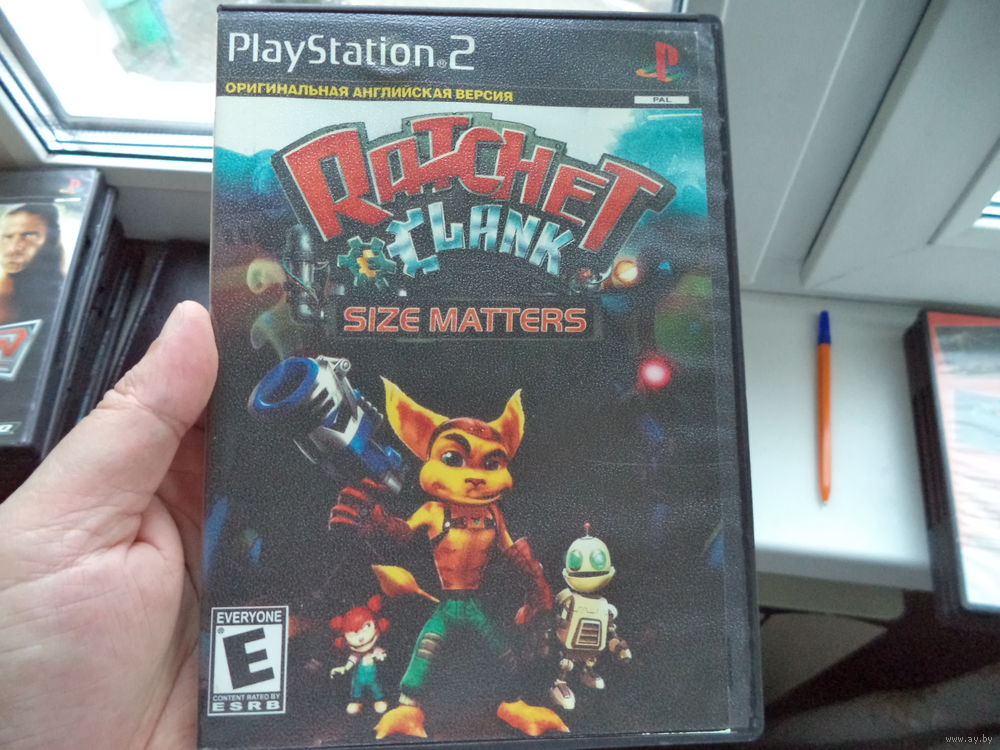 PlayStation®2
ОРИГИНАЛЬНАЯ АНГЛИЙСКАЯ ВЕРСИЯ
PAL
RATCHET
CLANK
SIZE MATTERS
EVERYONE
E
CONTENT RATED BY
ESRB
www.ay.by